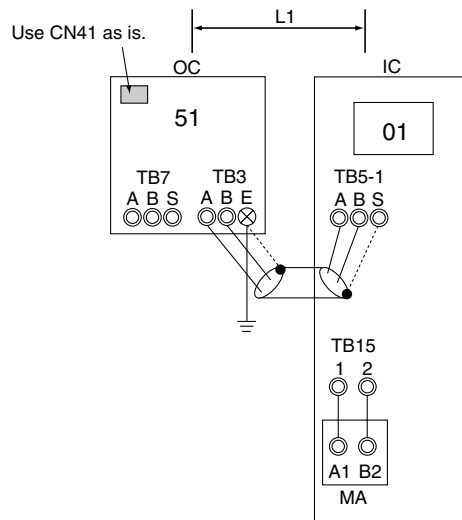 L1
Use CN41 as is.
OC
IC
51
01
TB7 TB3
TB5-1
A B S A B E
A B S
TB15
1 2
A1 B2
MA